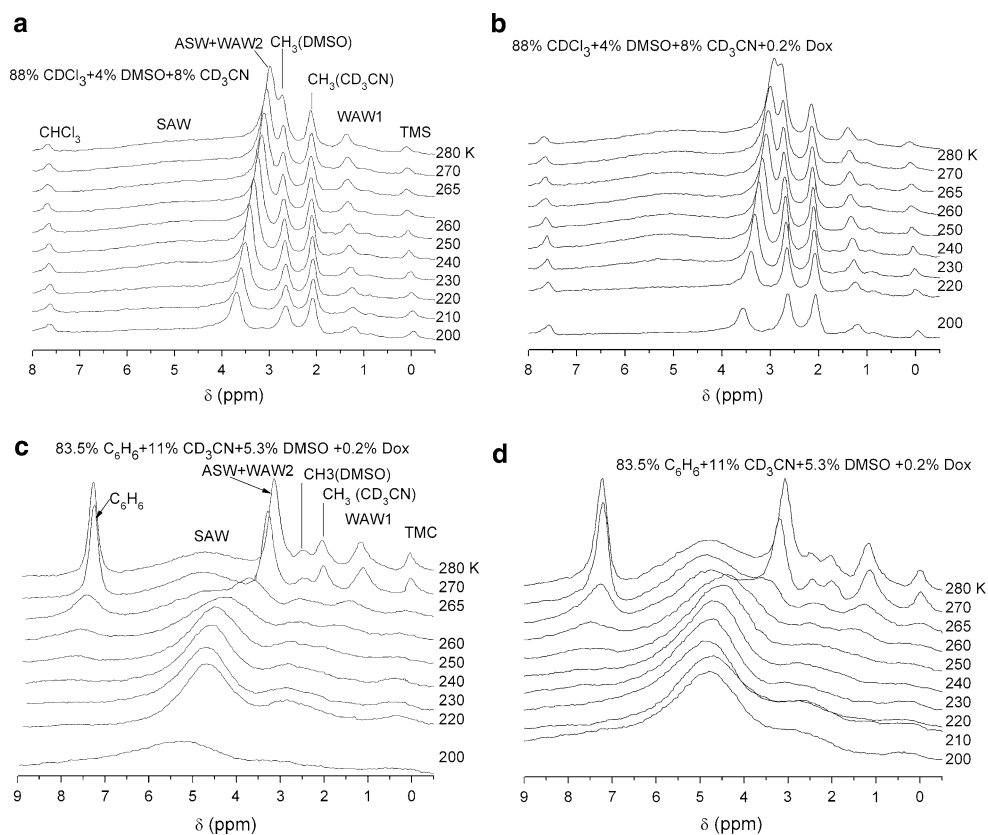 a
ASW+WAW2
CH₃(DMSO)
88% CDCl₃+4% DMSO+8% CD₃CN
CH₃(CD₃CN)
CHCl₃
SAW
WAW1
TMS
280 K
270
265
260
250
240
230
220
210
200
8 7 6 5 4 3 2 1 0
δ (ppm)
b
88% CDCl₃+4% DMSO+8% CD₃CN+0.2% Dox
280 K
270
265
260
250
240
230
220
200
8 7 6 5 4 3 2 1 0
δ (ppm)
c
83.5% C₆H₆+11% CD₃CN+5.3% DMSO +0.2% Dox
ASW+WAW2
CH3(DMSO)
C₆H₆
CH₃ (CD₃CN)
SAW
WAW1
TMC
280 K
270
265
260
250
240
230
220
200
9 8 7 6 5 4 3 2 1 0
δ (ppm)
d
83.5% C₆H₆+11% CD₃CN+5.3% DMSO +0.2% Dox
280 K
270
265
260
250
240
230
220
210
200
9 8 7 6 5 4 3 2 1 0
δ (ppm)